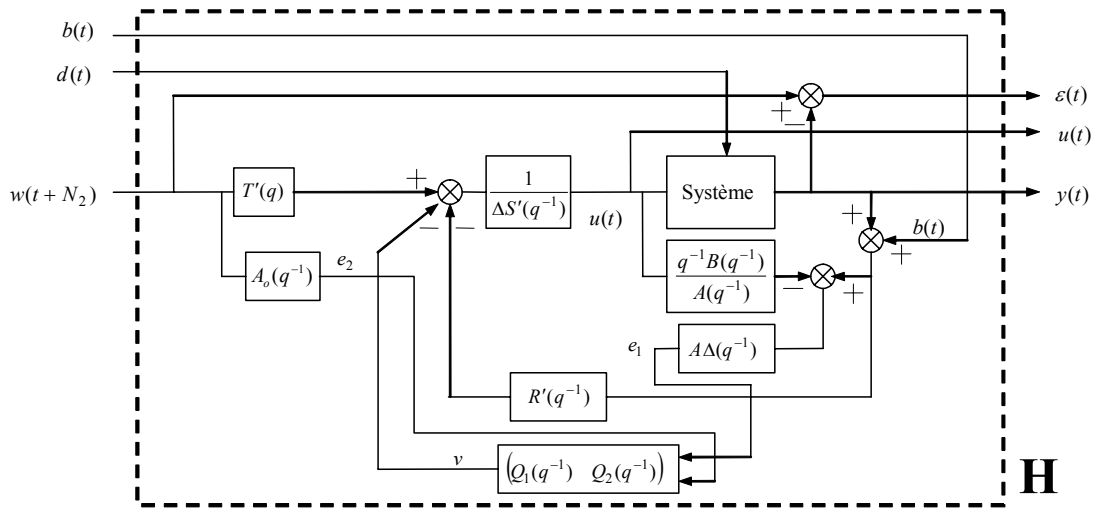 b(t)
d(t)
ε(t)
u(t)
w(t + N₂)
T′(q)
1
ΔS′(q⁻¹)
u(t)
Système
y(t)
b(t)
A₀(q⁻¹)
e₂
q⁻¹B(q⁻¹)
A(q⁻¹)
e₁
AΔ(q⁻¹)
R′(q⁻¹)
v
(Q₁(q⁻¹) Q₂(q⁻¹))
H